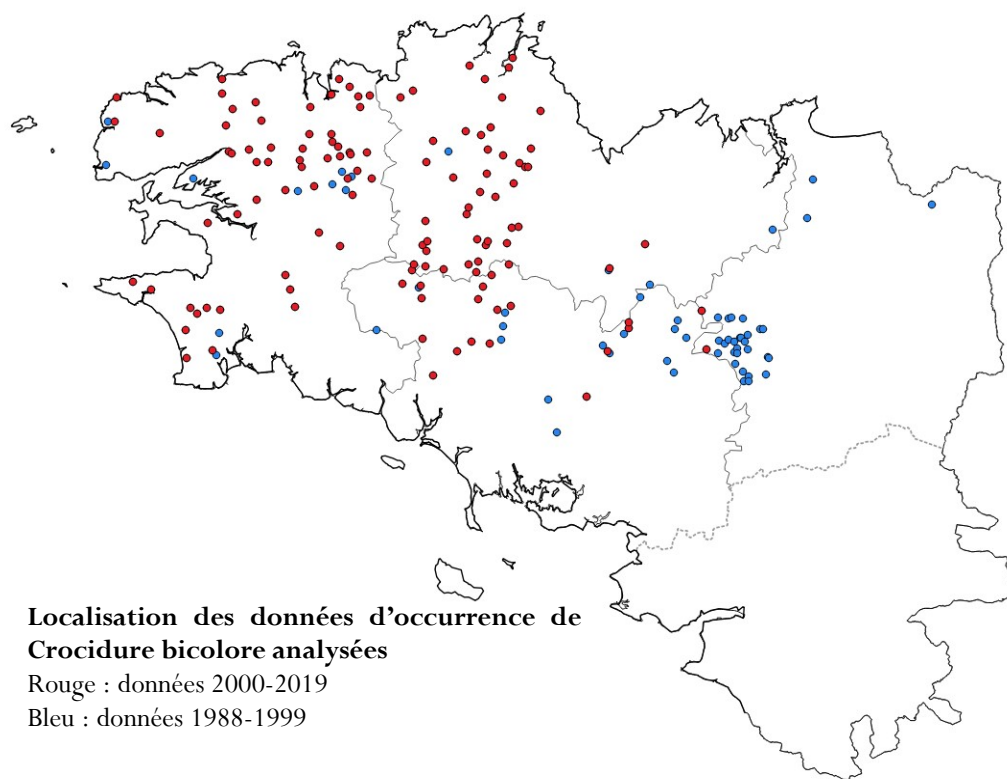 Localisation des données d'occurrence de
Crocidure bicolore analysées
Rouge : données 2000-2019
Bleu : données 1988-1999